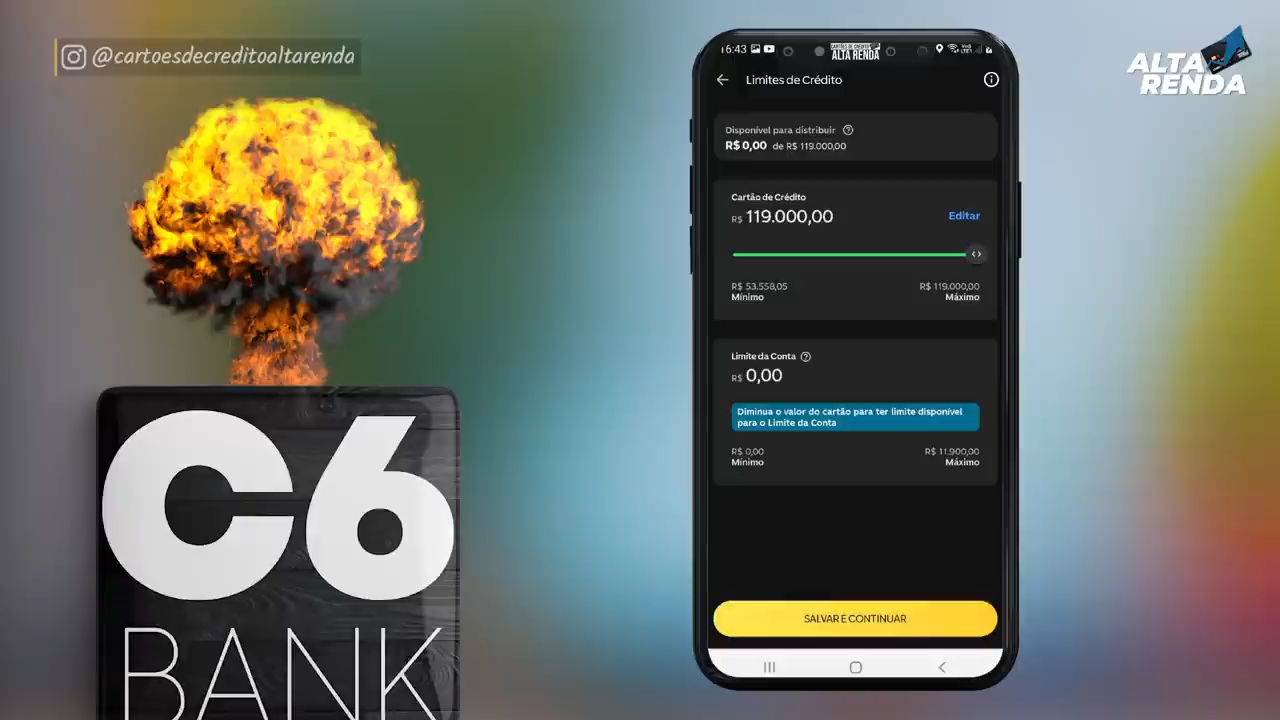 @cartoesdecreditoaltarenda
ALTA
RENDA
C6
BANK
16:43
CARTÕES DE CRÉDITO
ALTA RENDA
Limites de Crédito
Disponível para distribuir
R$ 0,00 de R$ 119.000,00
Cartão de Crédito
R$ 119.000,00
Editar
R$ 53.558,05
Mínimo
R$ 119.000,00
Máximo
Limite da Conta
R$ 0,00
Diminua o valor do cartão para ter limite disponível
para o Limite da Conta
R$ 0,00
Mínimo
R$ 11.900,00
Máximo
SALVAR E CONTINUAR